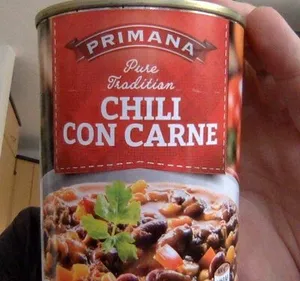 PRIMANA
Pure
Tradition
CHILI
CON CARNE